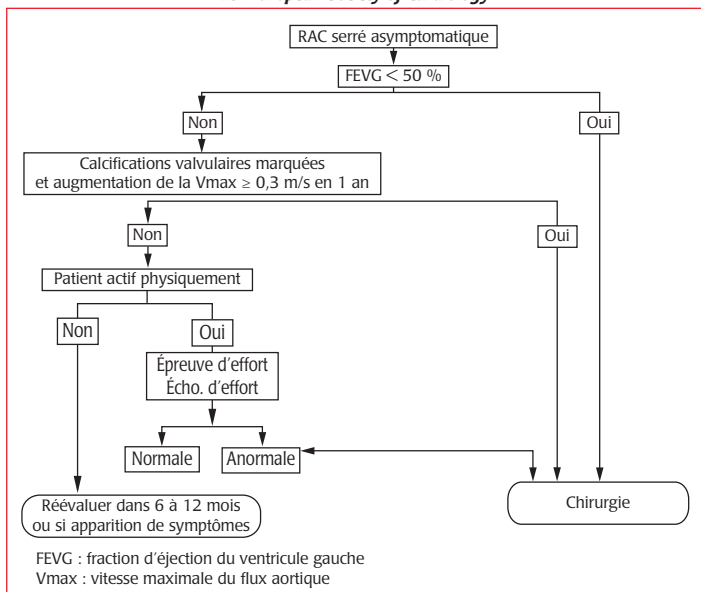 RAC serré asymptomatique
FEVG < 50 %
Non
Oui
Calcifications valvulaires marquées
et augmentation de la Vmax ≥ 0,3 m/s en 1 an
Non
Oui
Patient actif physiquement
Non
Oui
Épreuve d'effort
Écho. d'effort
Normale
Anormale
Réévaluer dans 6 à 12 mois
ou si apparition de symptômes
Chirurgie
FEVG : fraction d'éjection du ventricule gauche
Vmax : vitesse maximale du flux aortique